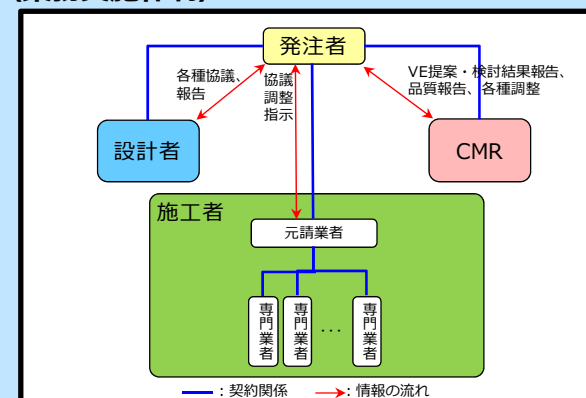 発注者
各種協議、
報告
協議
調整
指示
VE提案・検討結果報告、
品質報告、各種調整
設計者
CMR
施工者
元請業者
専門業者
専門業者
...
専門業者
：契約関係
：情報の流れ